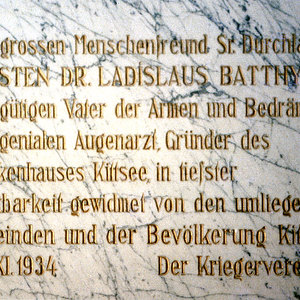 grossen Menschenfreund Sr. Durchla
STEN DR. LADISLAUS BATTHY
gütigen Vater der Armen und Bedrä
genialen Augenarzt, Gründer des
kenhauses Kittsee, in tiefster
barkeit gewidmet von den umliege
einden und der Bevölkerung Ki
XI. 1934 Der Kriegervere